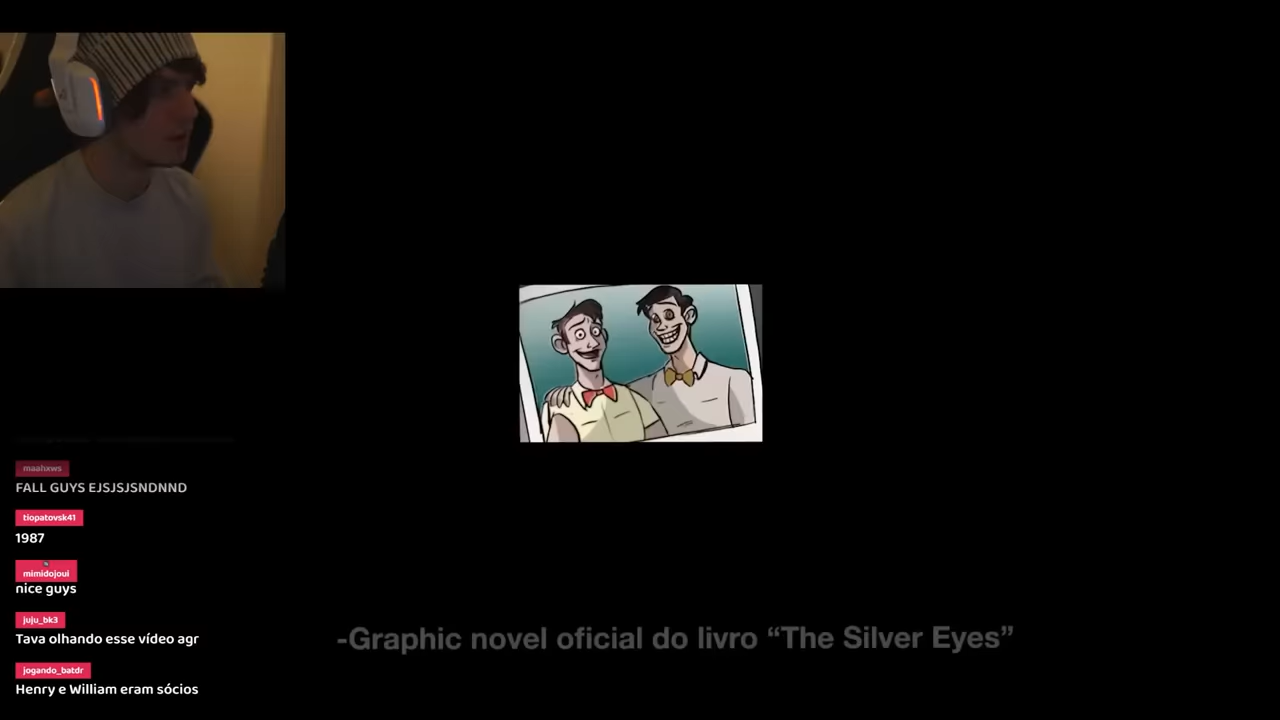 maahxws
FALL GUYS EJSJSJSNDNND
tiopatovsk41
1987
mimidojoui
nice guys
juju_bk3
Tava olhando esse vídeo agr
jogando_batdr
Henry e William eram sócios
-Graphic novel oficial do livro “The Silver Eyes”